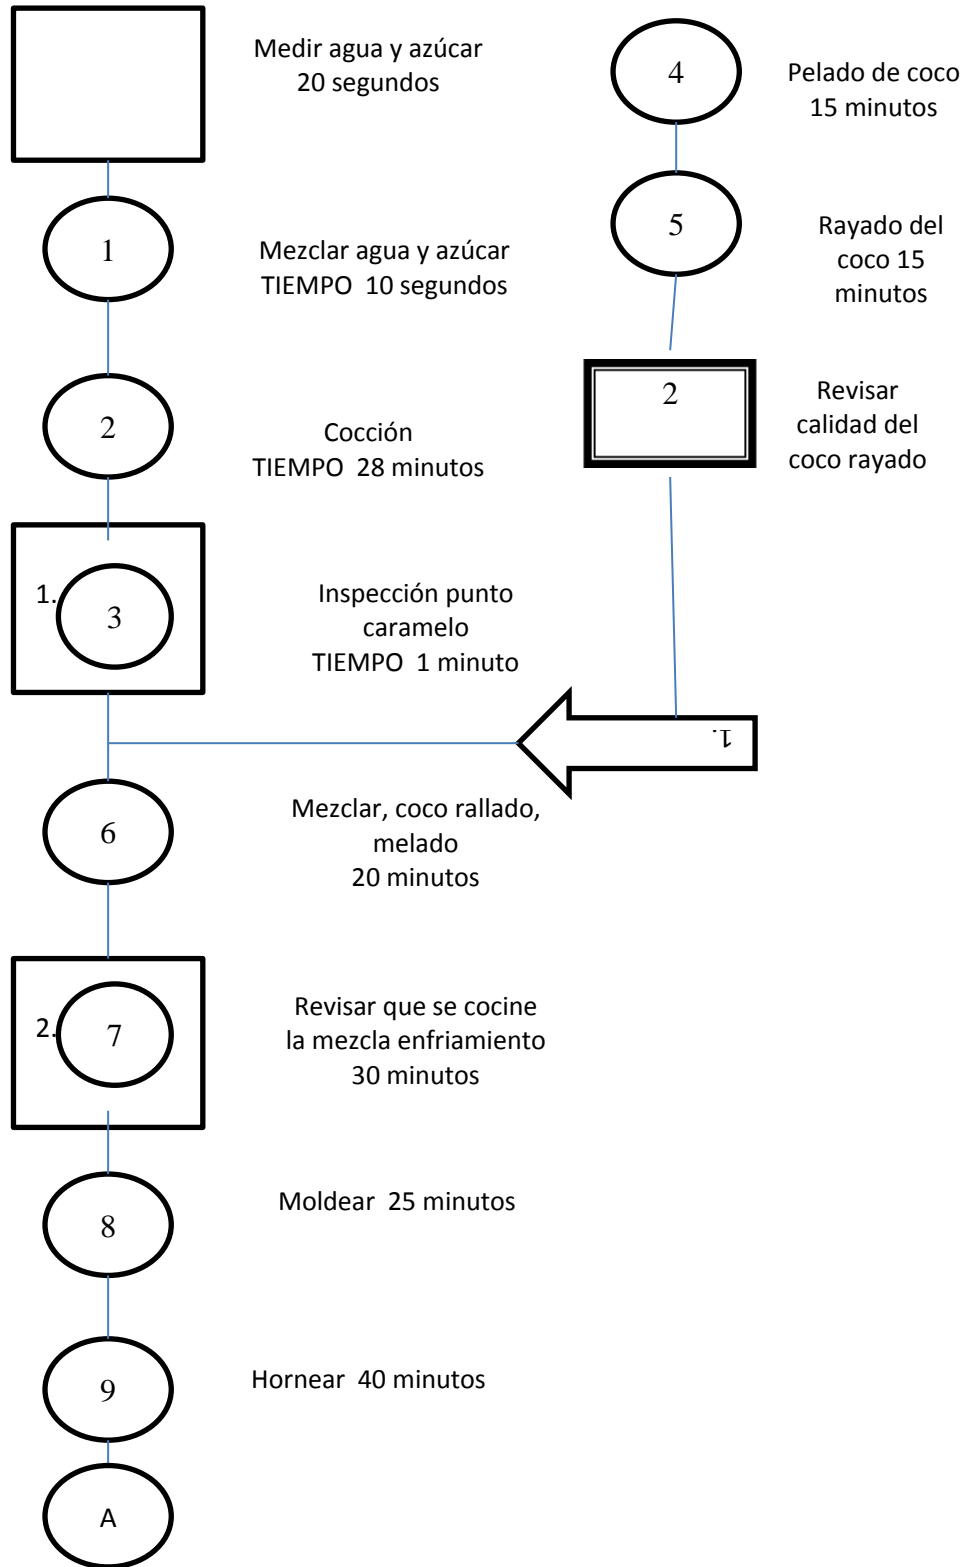 Medir agua y azúcar
20 segundos
4
Pelado de coco
15 minutos
1
Mezclar agua y azúcar
TIEMPO 10 segundos
5
Rayado del
coco 15
minutos
2
Cocción
TIEMPO 28 minutos
2
Revisar
calidad del
coco rayado
1.
3
Inspección punto
caramelo
TIEMPO 1 minuto
1.
6
Mezclar, coco rallado,
melado
20 minutos
2.
7
Revisar que se cocine
la mezcla enfriamiento
30 minutos
8
Moldear 25 minutos
9
Hornear 40 minutos
A